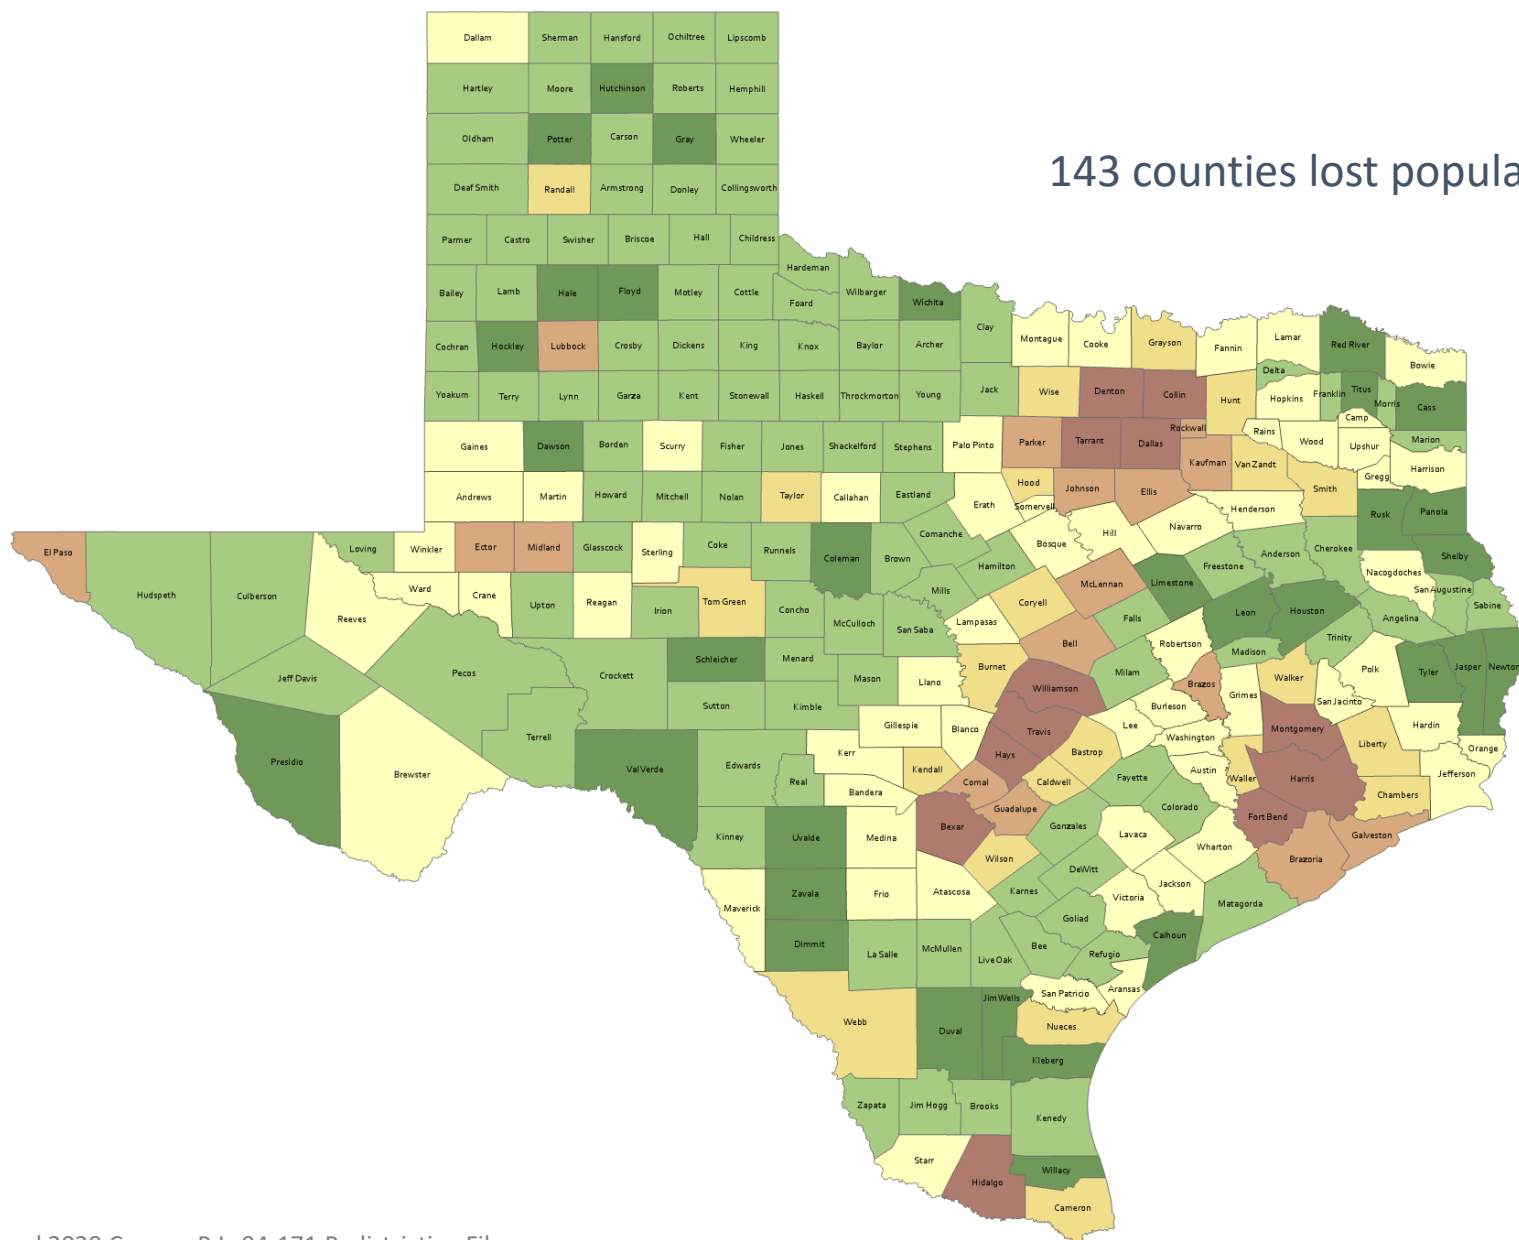 Dallam Sherman Hansford Ochiltree Lipscomb
Hartley Moore Hutchinson Roberts Hemphill
Oldham Potter Carson Gray Wheeler
143 counties lost popula
Deaf Smith Randall Armstrong Donley Collingsworth
Parmer Castro Swisher Briscoe Hall Childress
Hardeman
Bailey Lamb Hale Floyd Motley Cottle Foard Wilbarger Wichita
Clay
Cochran Hockley Lubbock Crosby Dickens King Knox Baylor Archer Montague Cooke Grayson Fannin Lamar Red River Bowie
Delta
Yoakum Terry Lynn Garza Kent Stonewall Haskell Throckmorton Young Jack Wise Denton Collin Hunt Hopkins Franklin Titus Morris Cass
Camp
Gaines Dawson Borden Scurry Fisher Jones Shackelford Stephens Palo Pinto Parker Tarrant Dallas Rockwall Rains Wood Upshur Marion
Kaufman Van Zandt Gregg Harrison
Andrews Martin Howard Mitchell Nolan Taylor Callahan Eastland Erath Hood Johnson Ellis Smith
Somervell Henderson Rusk Panola
El Paso Hudspeth Culberson Loving Winkler Ector Midland Glasscock Sterling Coke Runnels Coleman Brown Comanche Bosque Hill Navarro Anderson Cherokee Shelby
Hamilton Freestone Nacogdoches
Reeves Ward Crane Upton Reagan Irion Tom Green Concho McCulloch Mills Coryell McLennan Limestone San Augustine Sabine
San Saba Lampasas Falls Leon Houston Angelina
Jeff Davis Pecos Crockett Schleicher Menard Mason Llano Burnet Bell Milam Robertson Madison Trinity Polk Tyler Jasper Newton
Sutton Kimble Williamson Brazos Grimes Walker San Jacinto
Presidio Brewster Terrell Gillespie Blanco Travis Lee Burleson Washington Montgomery Liberty Hardin Orange
Val Verde Edwards Real Kerr Kendall Hays Bastrop Fayette Austin Waller Harris Jefferson
Bandera Comal Caldwell Colorado Chambers
Kinney Uvalde Medina Bexar Guadalupe Gonzales Lavaca Wharton Fort Bend Galveston
Wilson DeWitt Brazoria
Maverick Zavala Frio Atascosa Karnes Victoria Jackson Matagorda
Goliad
Dimmit La Salle McMullen Live Oak Bee Refugio Calhoun
San Patricio Aransas
Webb Duval Jim Wells Nueces
Kleberg
Zapata Jim Hogg Brooks Kenedy
Starr Hidalgo Willacy
Cameron